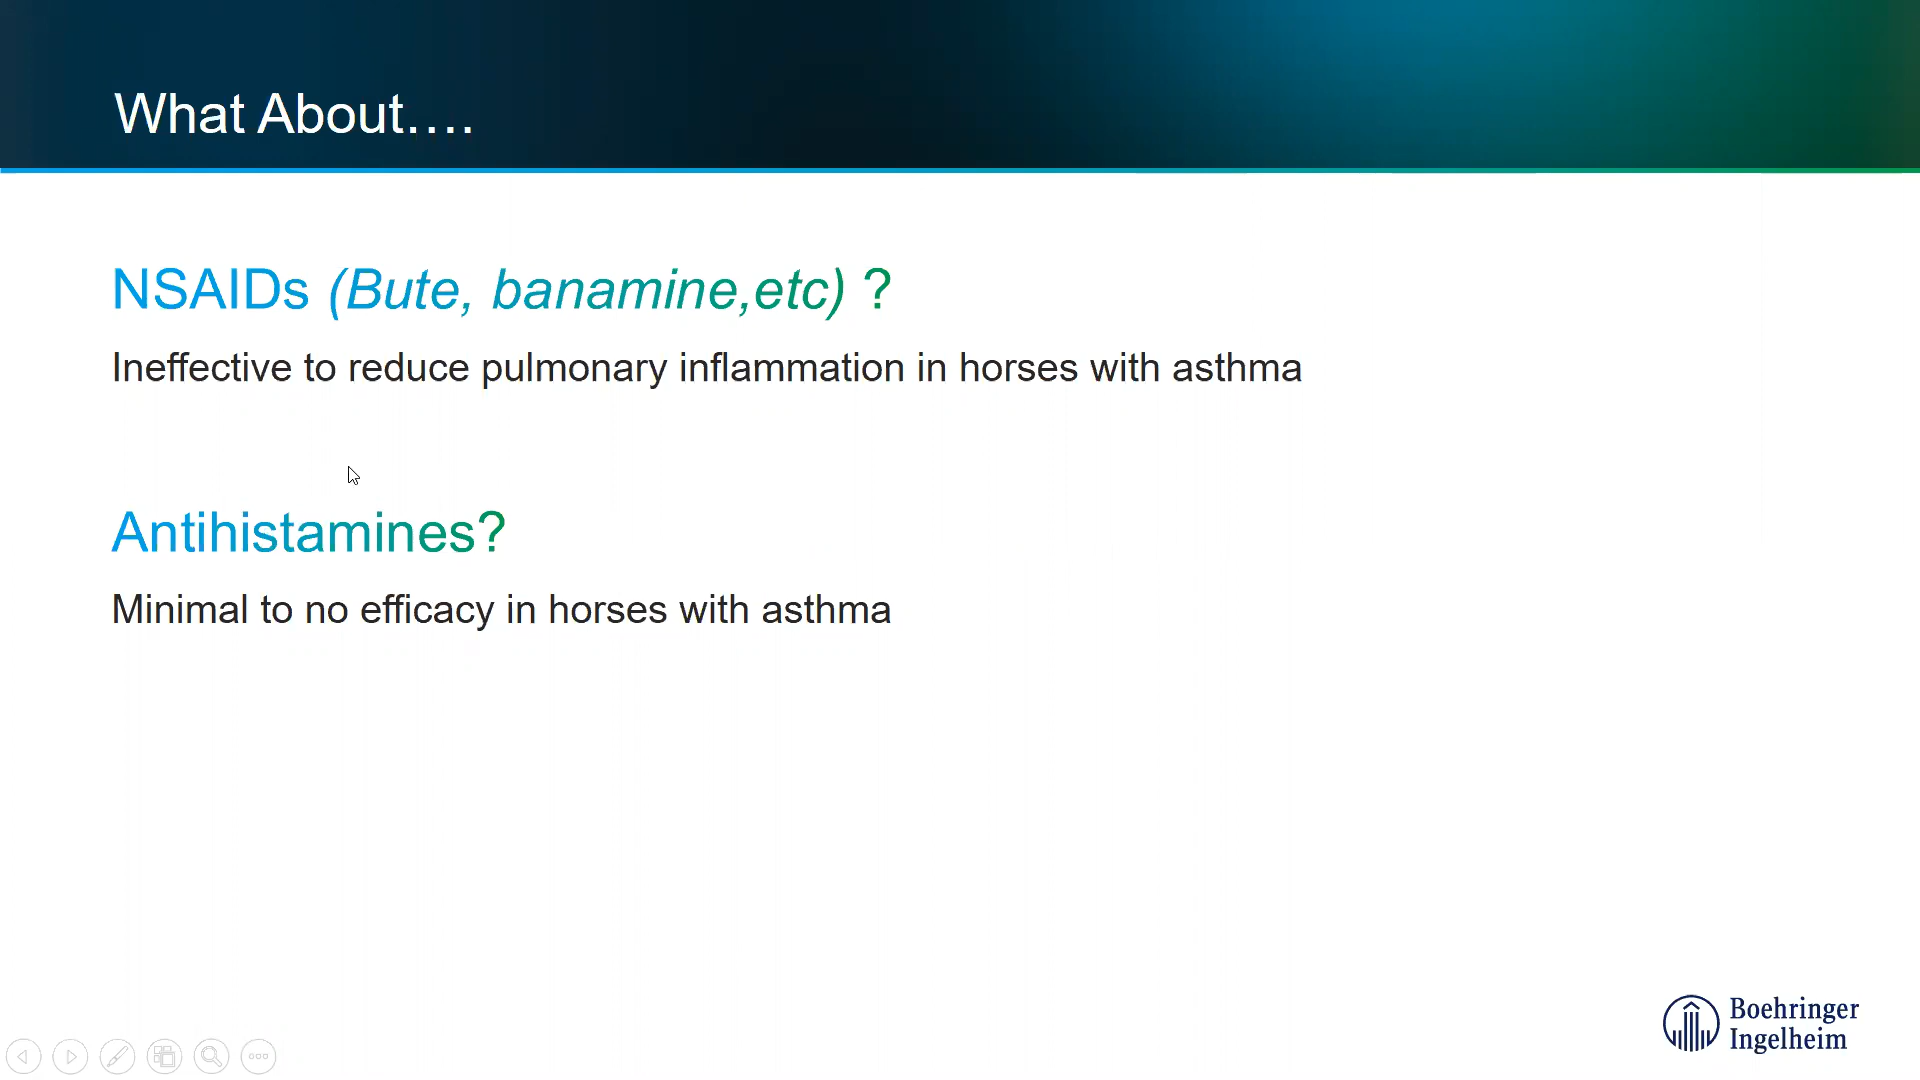 What About....
NSAIDs (Bute, banamine,etc) ?
Ineffective to reduce pulmonary inflammation in horses with asthma
Antihistamines?
Minimal to no efficacy in horses with asthma
Boehringer
Ingelheim